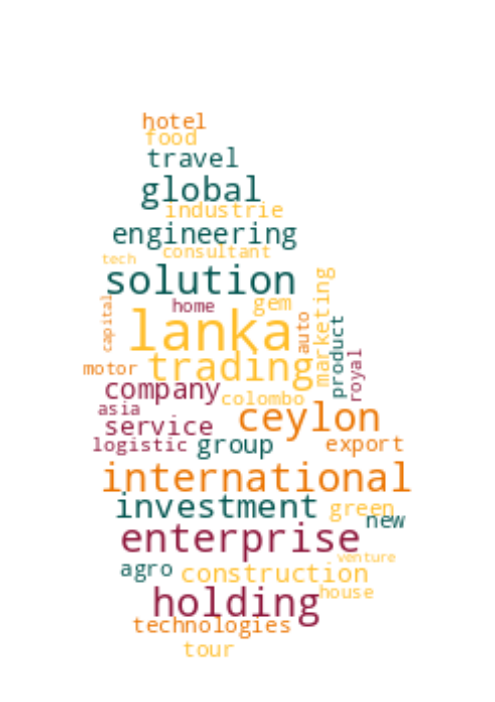 hotel
food
travel
global
industrie
engineering
consultant
tech
solution
marketing
capital
home
gem
lanka
auto
product
trading
royal
motor
company
colombo
asia
service
ceylon
logistic
group
export
international
investment
green
new
enterprise
venture
agro
construction
house
holding
technologies
tour